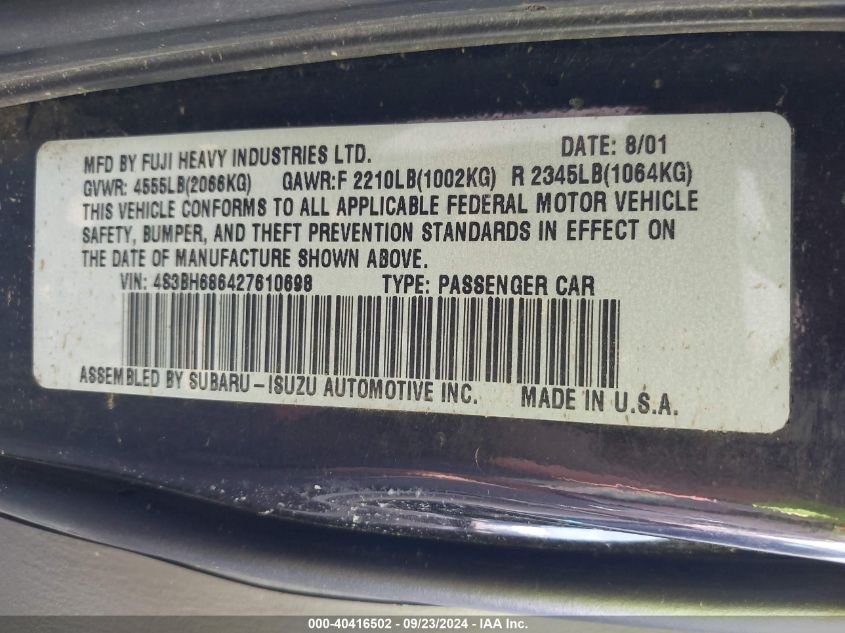 MFD BY FUJI HEAVY INDUSTRIES LTD. DATE: 8/01
GVWR: 4555LB(2066KG) GAWR:F 2210LB(1002KG) R 2345LB(1064KG)
THIS VEHICLE CONFORMS TO ALL APPLICABLE FEDERAL MOTOR VEHICLE
SAFETY, BUMPER, AND THEFT PREVENTION STANDARDS IN EFFECT ON
THE DATE OF MANUFACTURE SHOWN ABOVE.
VIN: 4S3BH686427610698 TYPE: PASSENGER CAR
ASSEMBLED BY SUBARU-ISUZU AUTOMOTIVE INC. MADE IN U.S.A.
000-40416502 - 09/23/2024 - IAA Inc.